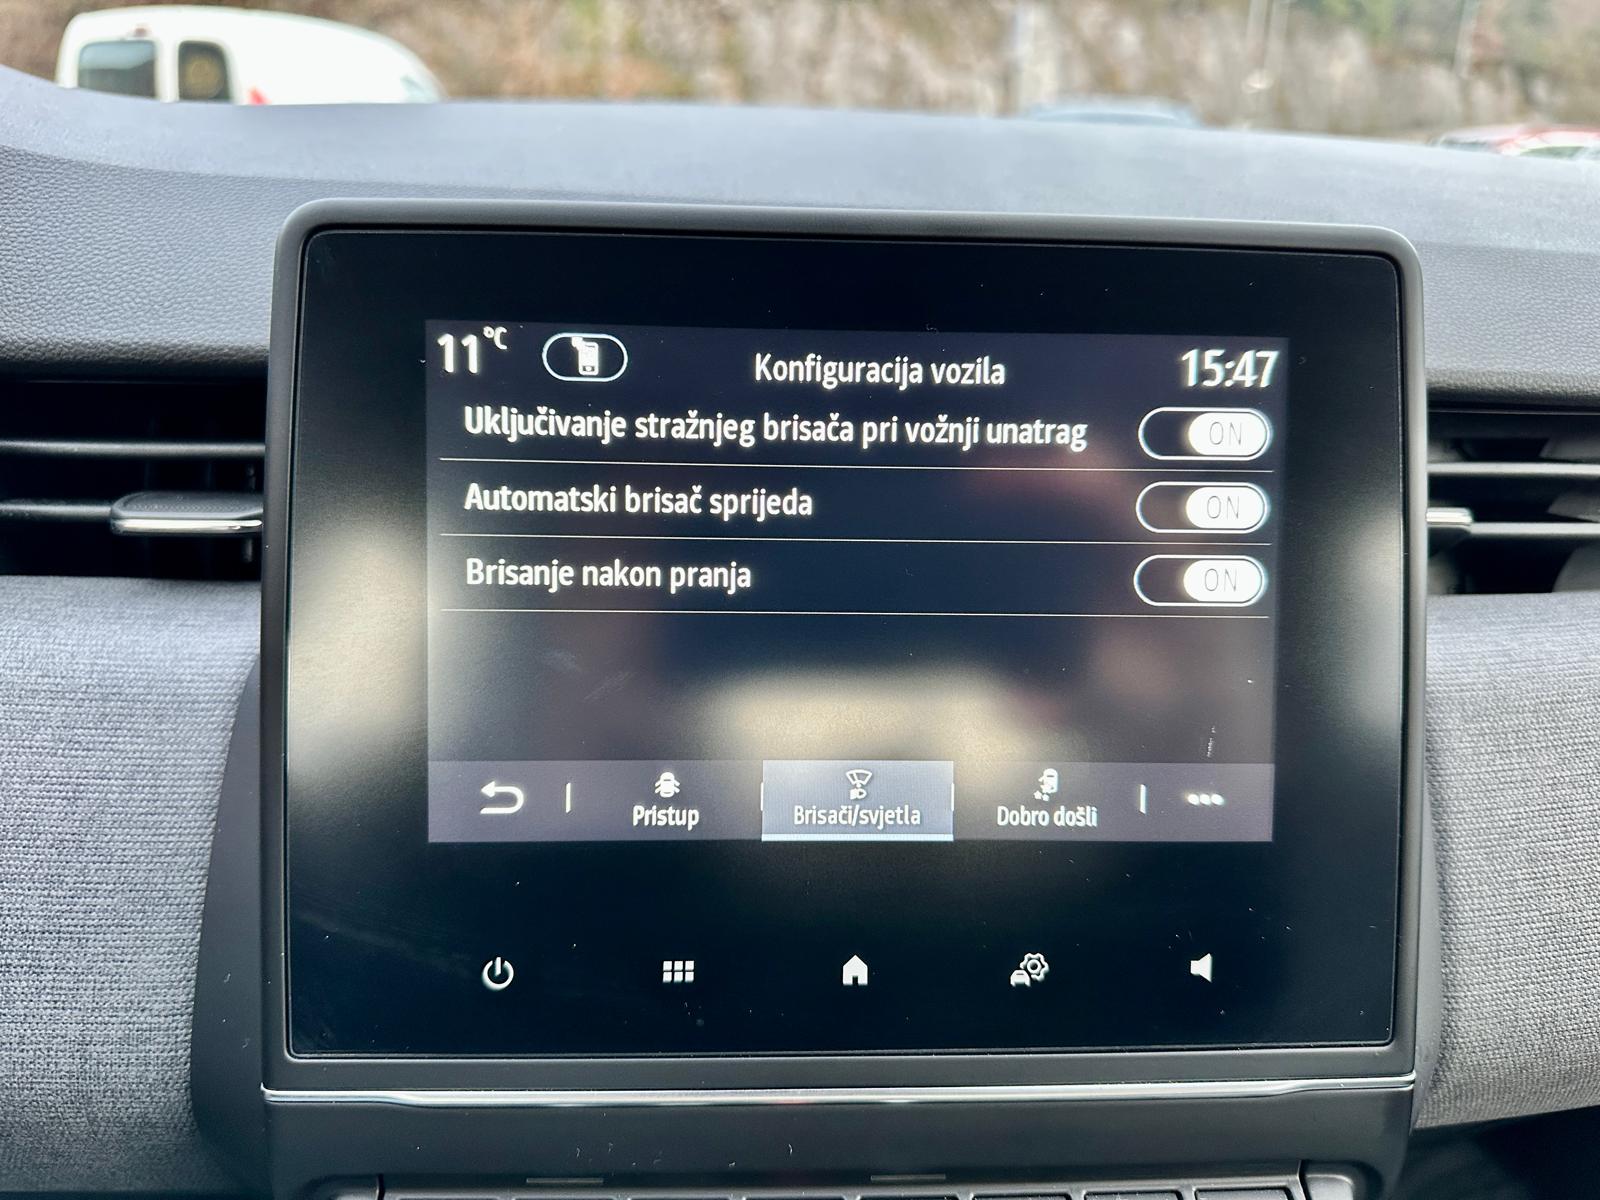 11°C Konfiguracija vozila 15:47
Uključivanje stražnjeg brisača pri vožnji unatrag ON
Automatski brisač sprijeda ON
Brisanje nakon pranja ON
Pristup Brisači/svjetla Dobro došli